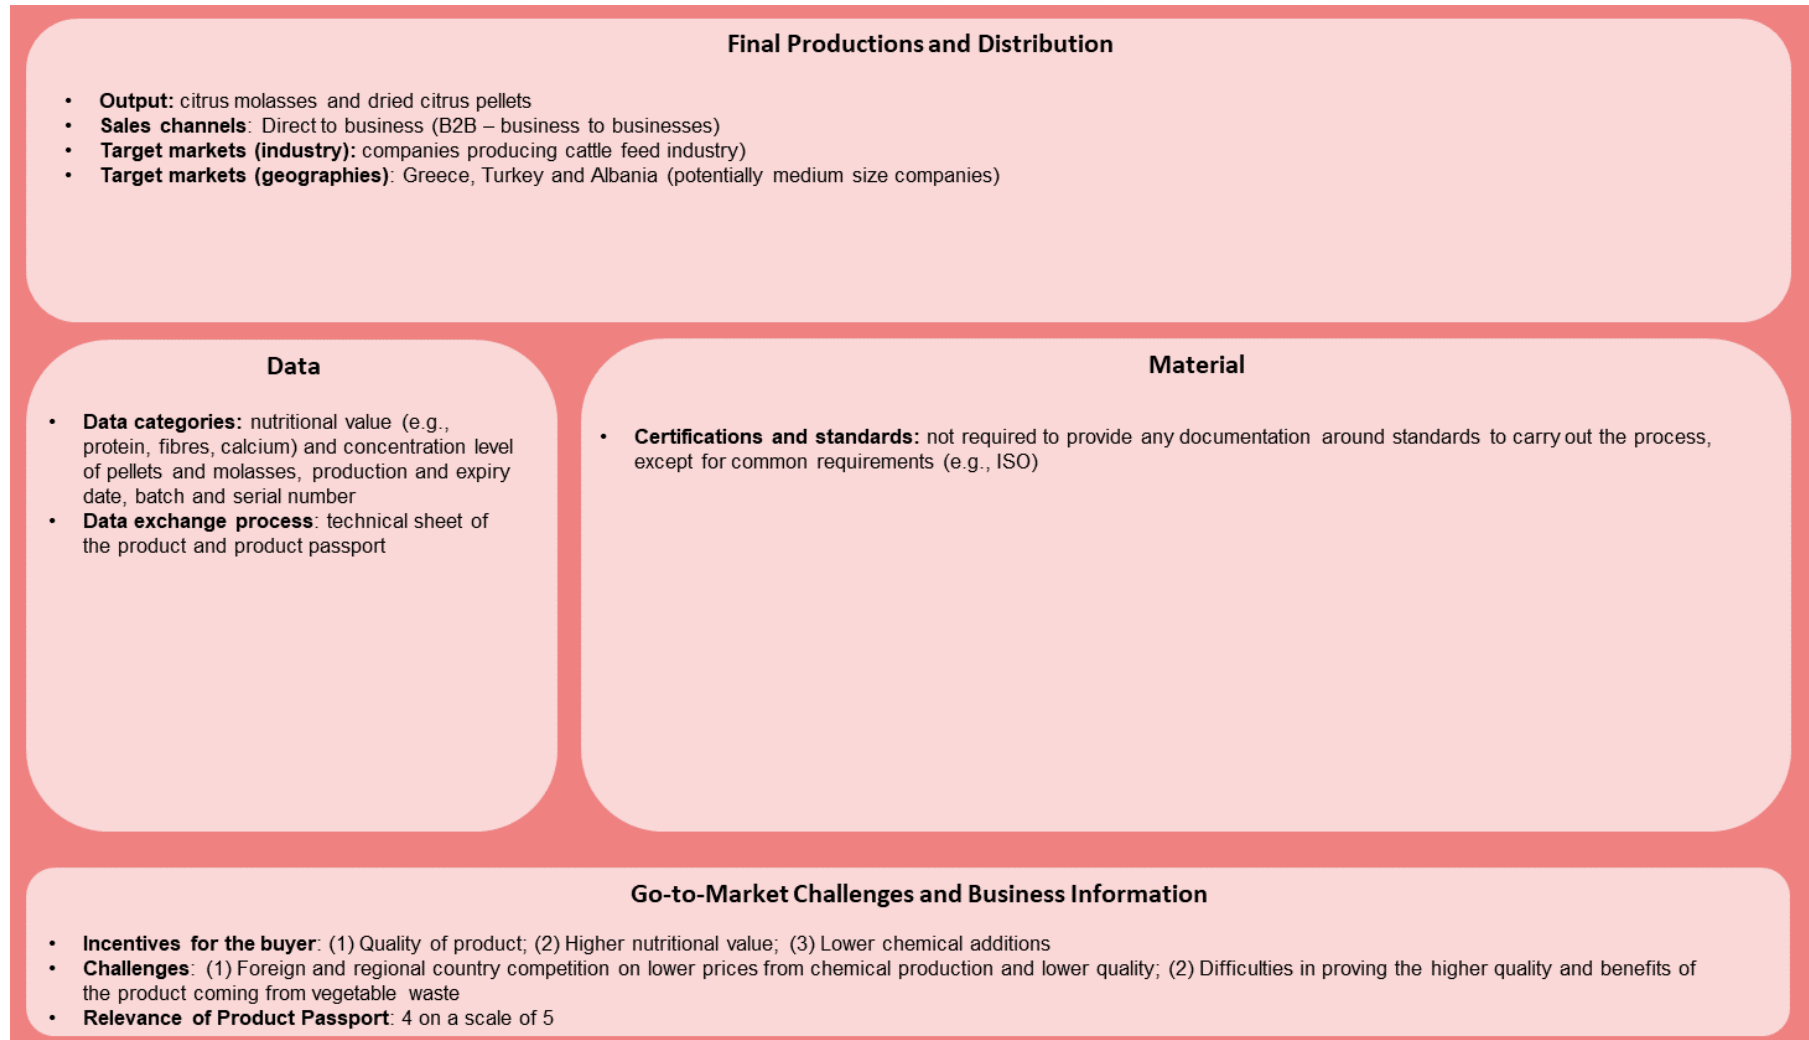 Final Productions and Distribution
• Output: citrus molasses and dried citrus pellets
• Sales channels: Direct to business (B2B – business to businesses)
• Target markets (industry): companies producing cattle feed industry)
• Target markets (geographies): Greece, Turkey and Albania (potentially medium size companies)
Data
• Data categories: nutritional value (e.g.,
protein, fibres, calcium) and concentration level
of pellets and molasses, production and expiry
date, batch and serial number
• Data exchange process: technical sheet of
the product and product passport
Material
• Certifications and standards: not required to provide any documentation around standards to carry out the process,
except for common requirements (e.g., ISO)
Go-to-Market Challenges and Business Information
• Incentives for the buyer: (1) Quality of product; (2) Higher nutritional value; (3) Lower chemical additions
• Challenges: (1) Foreign and regional country competition on lower prices from chemical production and lower quality; (2) Difficulties in proving the higher quality and benefits of
the product coming from vegetable waste
• Relevance of Product Passport: 4 on a scale of 5